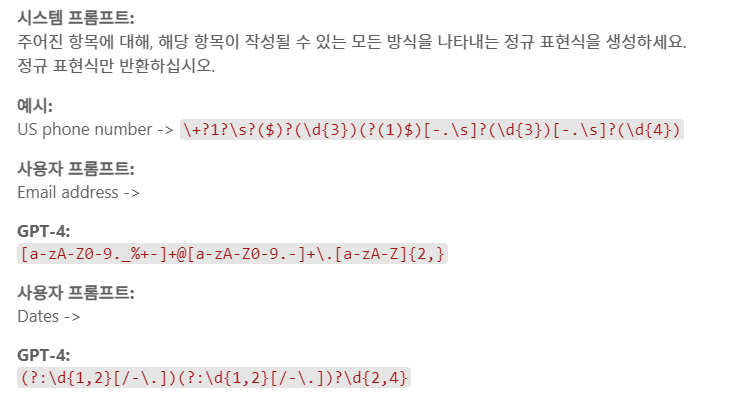 시스템 프롬프트:
주어진 항목에 대해, 해당 항목이 작성될 수 있는 모든 방식을 나타내는 정규 표현식을 생성하세요.
정규 표현식만 반환하십시오.
예시:
US phone number -> \+?1?\s?($)?(\d{3})(?(1)$)[-.\s]?(\d{3})[-.\s]?(\d{4})
사용자 프롬프트:
Email address ->
GPT-4:
[a-zA-Z0-9._%+-]+@[a-zA-Z0-9.-]+\.[a-zA-Z]{2,}
사용자 프롬프트:
Dates ->
GPT-4:
(?:\d{1,2}[/-\.])(?:\d{1,2}[/-\.])?\d{2,4}